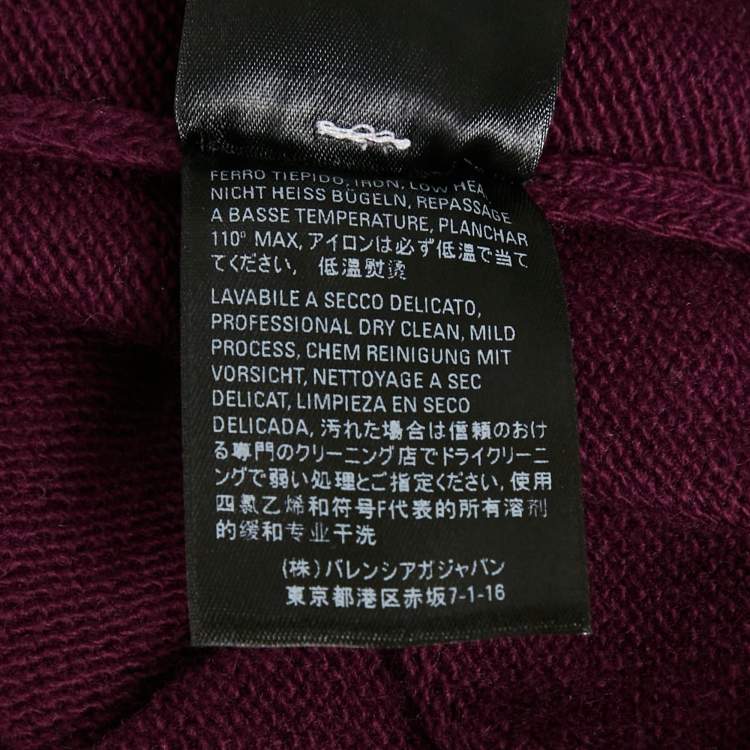 FERRO TIEPIDO, IRON, LOW HEA
NICHT HEISS BÜGELN, REPASSAGE
A BASSE TEMPERATURE, PLANCHAR
110° MAX, アイロンは必ず低温で当て
てください, 低温熨烫
LAVABILE A SECCO DELICATO,
PROFESSIONAL DRY CLEAN, MILD
PROCESS, CHEM REINIGUNG MIT
VORSICHT, NETTOYAGE A SEC
DELICAT, LIMPIEZA EN SECO
DELICADA, 汚れた場合は信頼のおけ
る専門のクリーニング店でドライクリーニ
ングで弱い処理とご指定ください, 使用
四氯乙烯和符号F代表的所有溶剂
的缓和专业干洗
(株) バレンシアガジャパン
東京都港区赤坂7-1-16